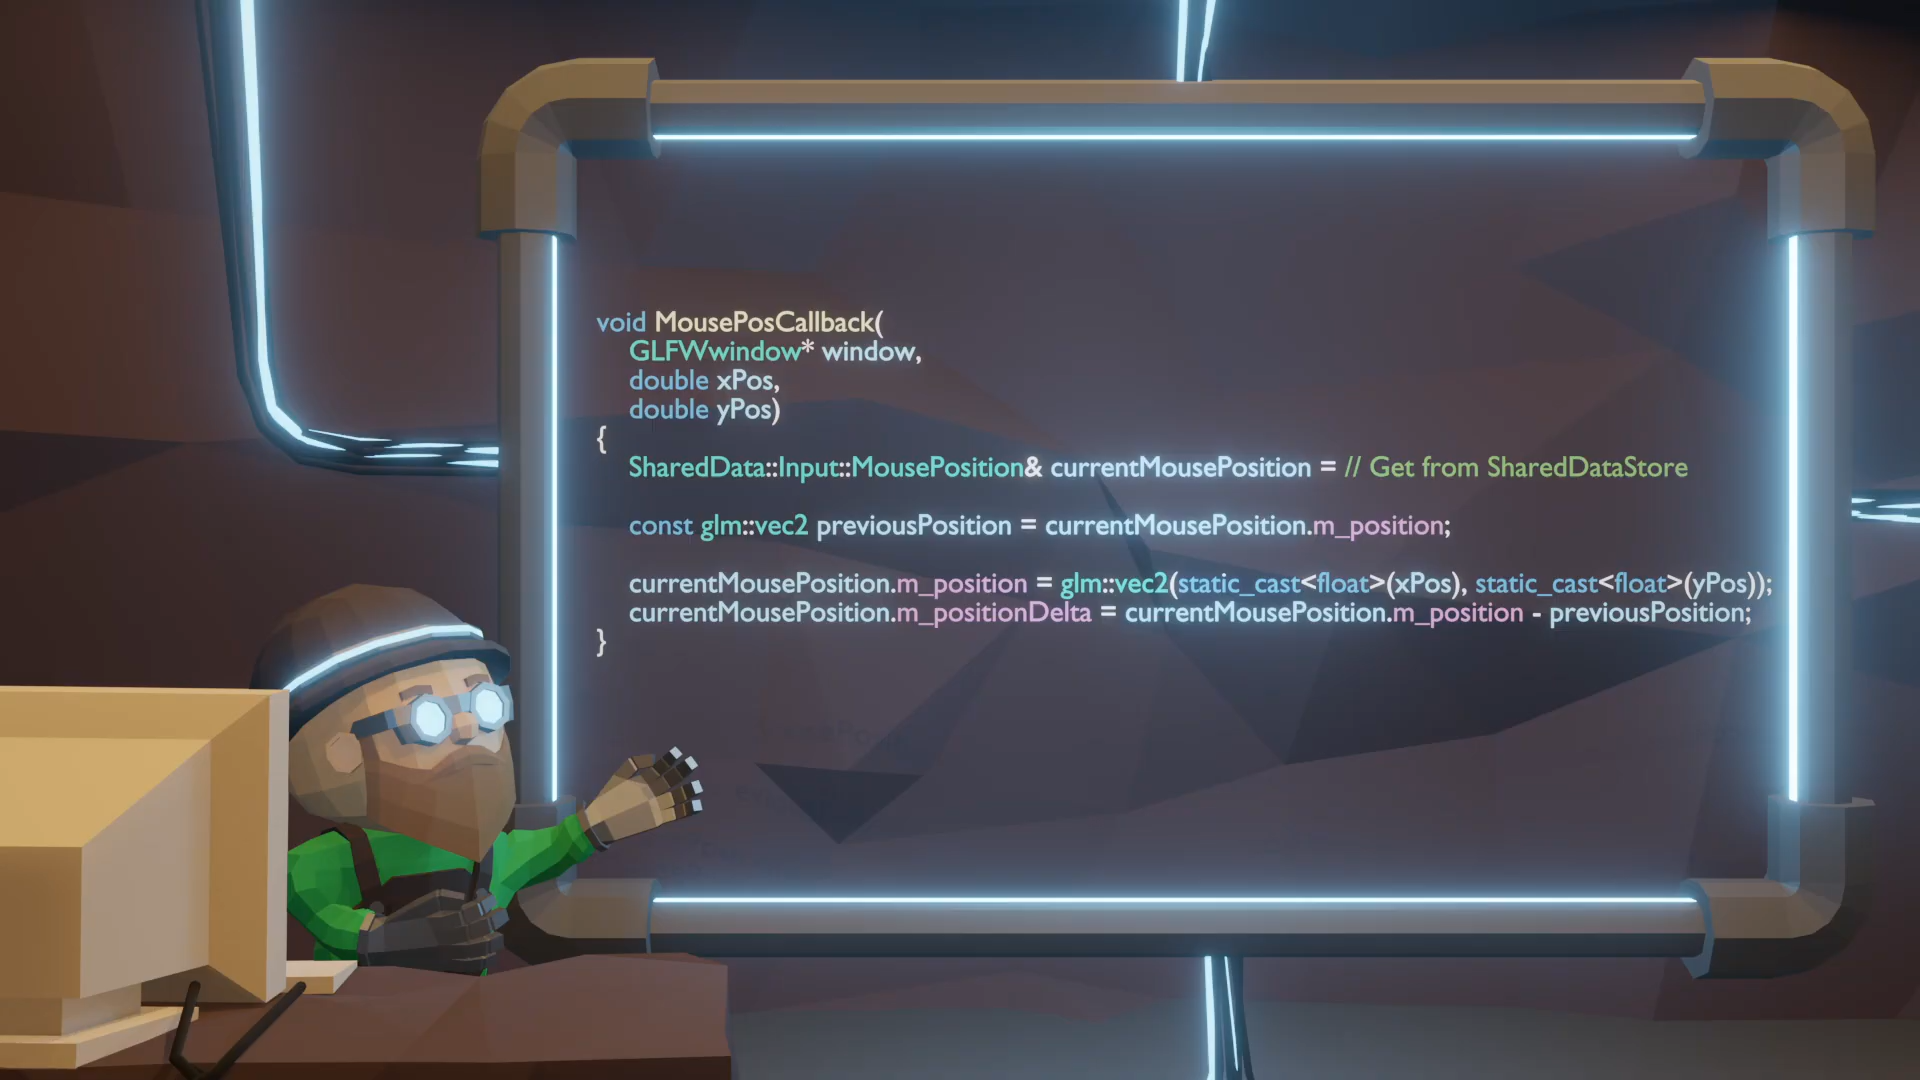 void MousePosCallback(
GLFWwindow* window,
double xPos,
double yPos)
{
SharedData::Input::MousePosition& currentMousePosition = // Get from SharedDataStore
const glm::vec2 previousPosition = currentMousePosition.m_position;
currentMousePosition.m_position = glm::vec2(static_cast<float>(xPos), static_cast<float>(yPos));
currentMousePosition.m_positionDelta = currentMousePosition.m_position - previousPosition;
}